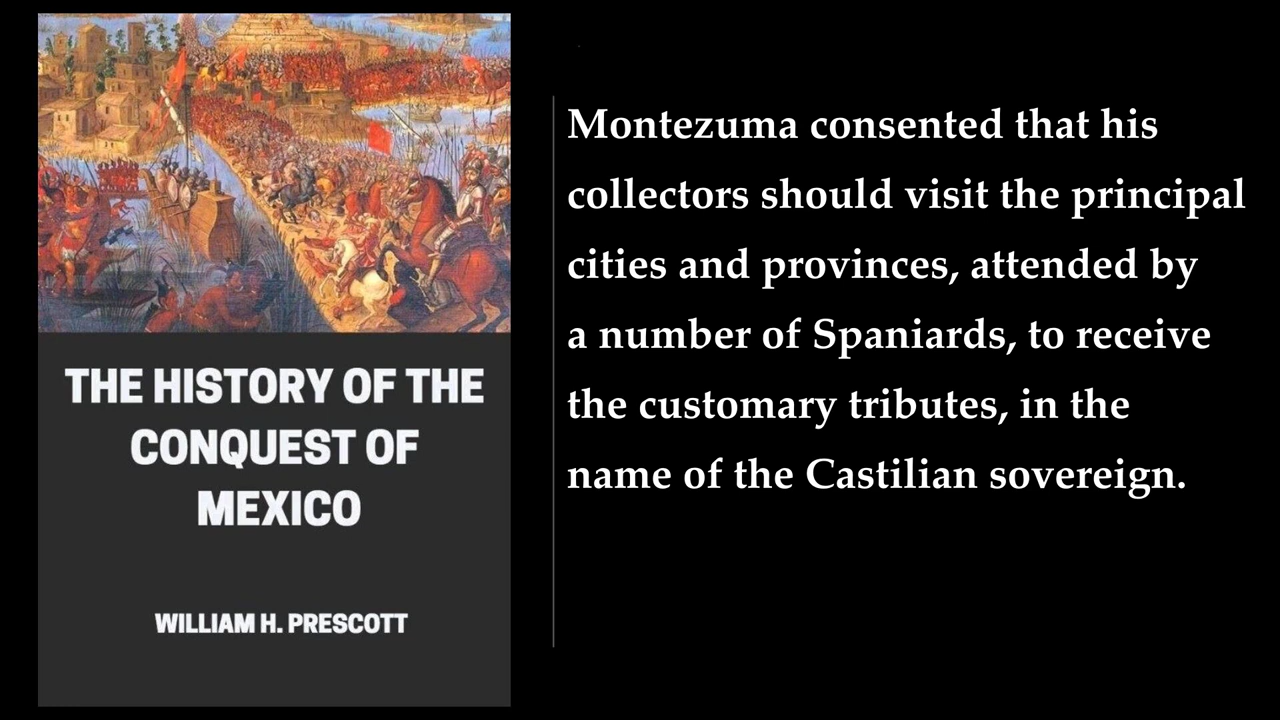 THE HISTORY OF THE
CONQUEST OF
MEXICO
WILLIAM H. PRESCOTT
Montezuma consented that his
collectors should visit the principal
cities and provinces, attended by
a number of Spaniards, to receive
the customary tributes, in the
name of the Castilian sovereign.